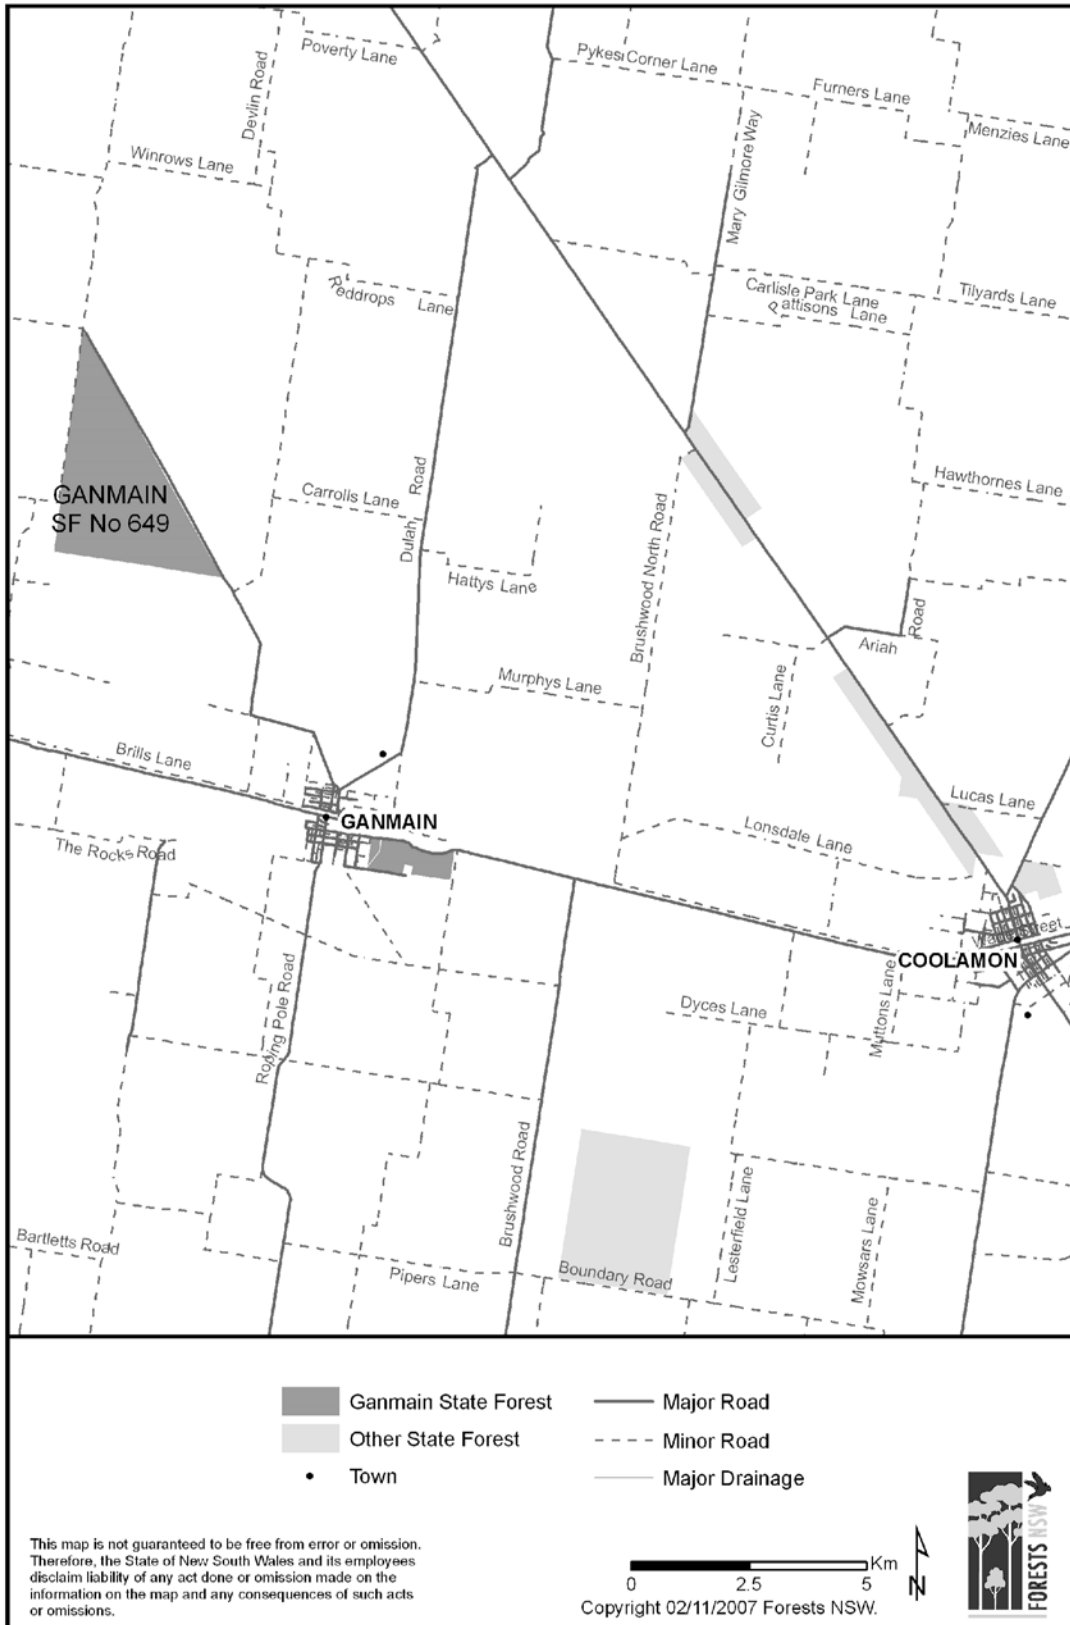 Poverty Lane
Devlin Road
Pykes Corner Lane
Furners Lane
Menzies Lane
Winrows Lane
Mary Gilmore Way
Reddrops Lane
Carlisle Park Lane
Pattisons Lane
Tilyards Lane
GANMAIN
SF No 649
Carrolls Lane
Dulah Road
Hattys Lane
Brushwood North Road
Hawthornes Lane
Ariah Road
Murphys Lane
Curtis Lane
Brills Lane
Lucas Lane
GANMAIN
Lonsdale Lane
The Rocks Road
Street
COOLAMON
Roping Pole Road
Dyces Lane
Muttons Lane
Brushwood Road
Lesterfield Lane
Mowsars Lane
Bartletts Road
Pipers Lane
Boundary Road
Ganmain State Forest
Other State Forest
Town
Major Road
Minor Road
Major Drainage
This map is not guaranteed to be free from error or omission.
Therefore, the State of New South Wales and its employees
disclaim liability of any act done or omission made on the
information on the map and any consequences of such acts
or omissions.
Km
0 2.5 5
N
Copyright 02/11/2007 Forests NSW.
FORESTS NSW